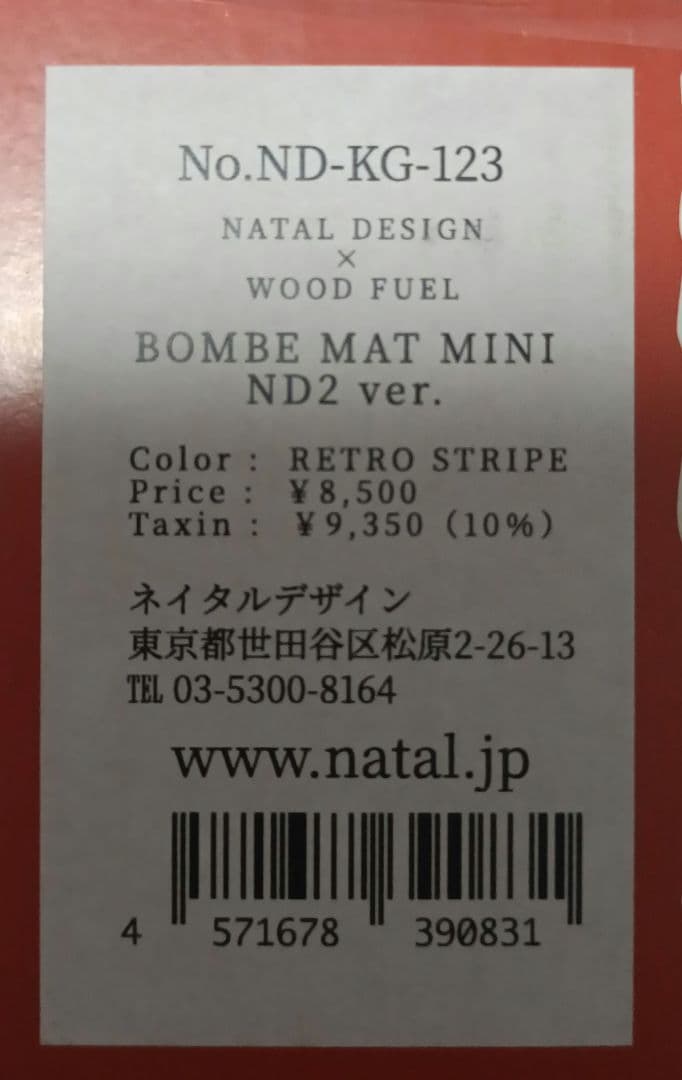 No.ND-KG-123
NATAL DESIGN
×
WOOD FUEL
BOMBE MAT MINI
ND2 ver.
Color : RETRO STRIPE
Price : ¥8,500
Taxin : ¥9,350 (10%)
ネイタルデザイン
東京都世田谷区松原2-26-13
℡ 03-5300-8164
www.natal.jp
4 571678 390831